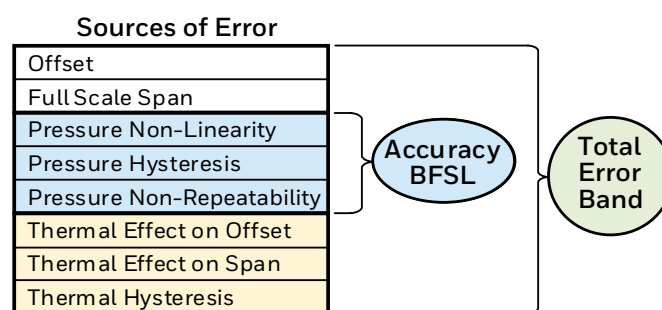 Sources of Error
Offset
Full Scale Span
Pressure Non-Linearity
Pressure Hysteresis
Pressure Non-Repeatability
Thermal Effect on Offset
Thermal Effect on Span
Thermal Hysteresis
Accuracy
BFSL
Total
Error
Band